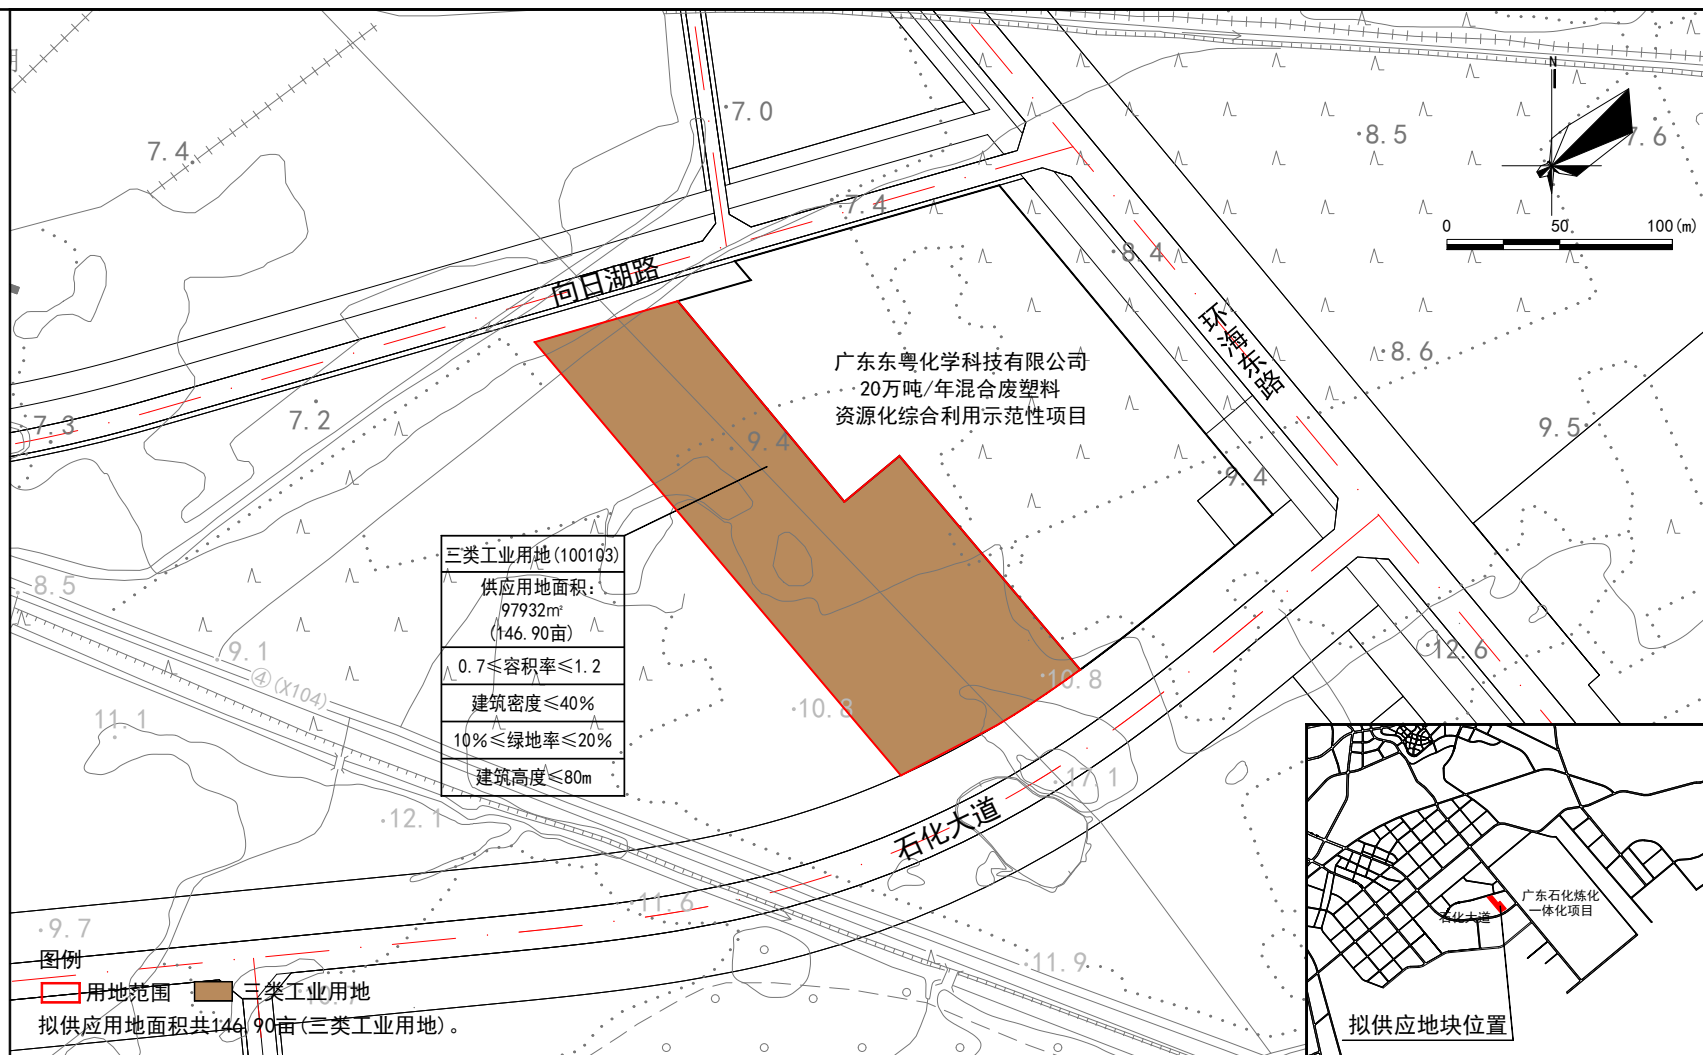 7.0
7.4
8.5
7.6
N
0 50 100(m)
7.4
8.4
向日湖路
环海东路
广东东粤化学科技有限公司
20万吨/年混合废塑料
资源化综合利用示范性项目
8.6
7.3
7.2
9.4
9.5
9.4
三类工业用地(100103)
供应用地面积:
97932㎡
(146.90亩)
0.7≤容积率≤1.2
建筑密度≤40%
10%≤绿地率≤20%
建筑高度≤80m
8.5
9.1
④(X104)
11.1
10.8
10.8
12.6
17.1
12.1
石化大道
11.6
9.7
11.9
广东石化炼化
一体化项目
石化大道
拟供应地块位置
图例
用地范围 三类工业用地
拟供应用地面积共146.90亩(三类工业用地)。